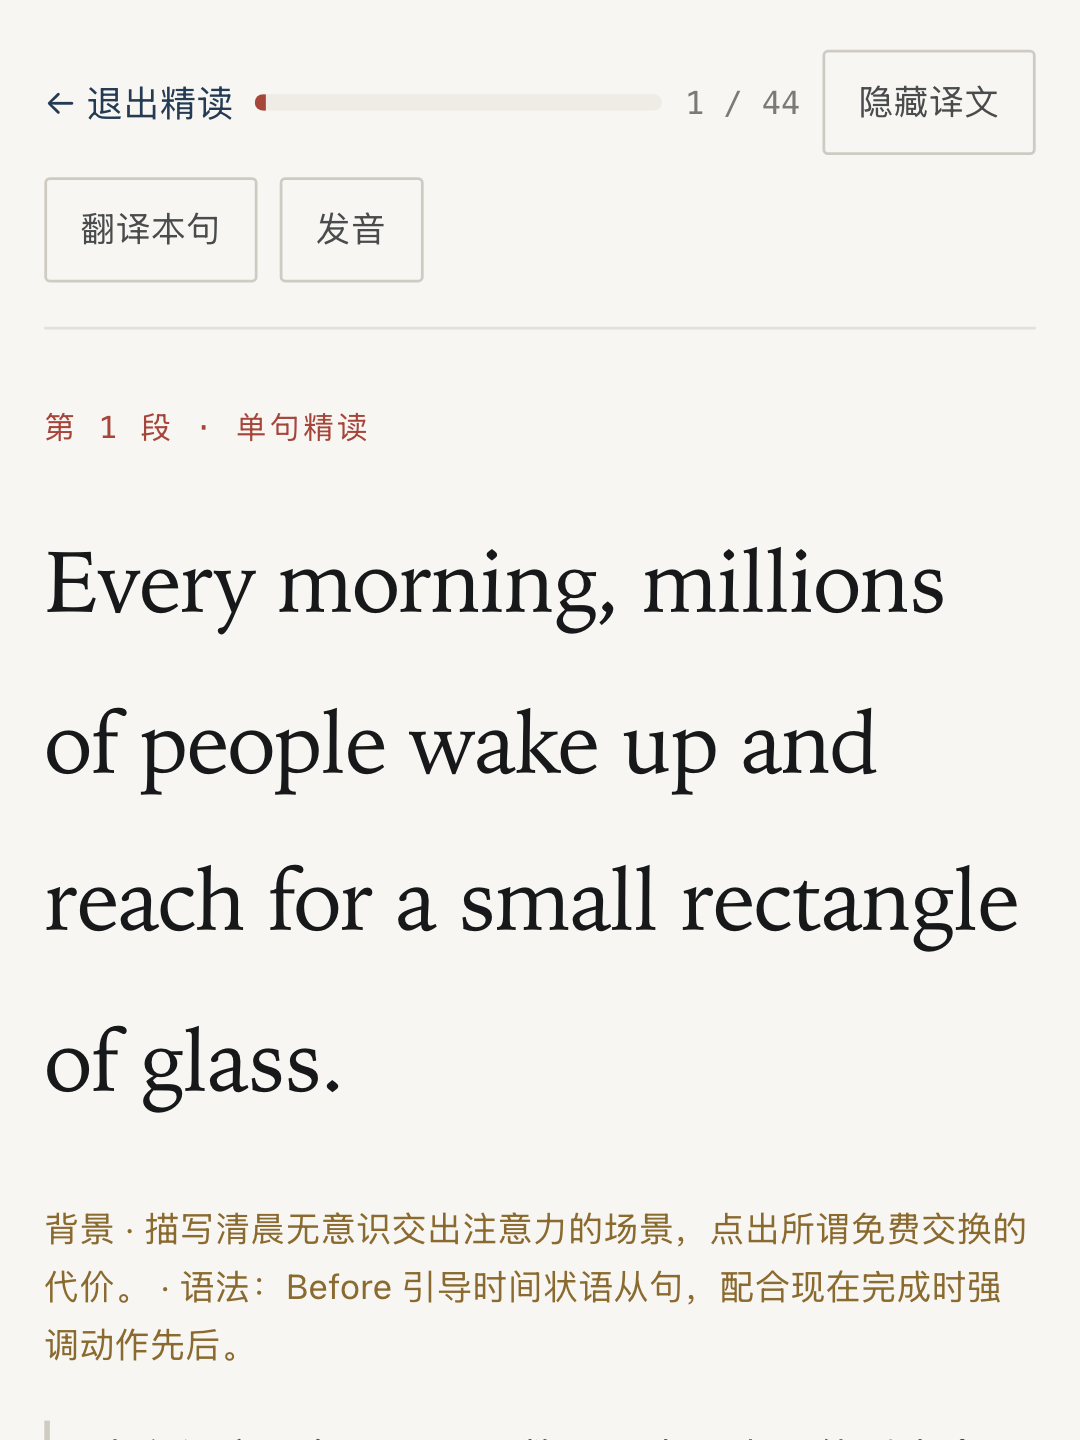 ← 退出精读 1 / 44 隐藏译文
翻译本句 发音
第 1 段 · 单句精读
Every morning, millions
of people wake up and
reach for a small rectangle
of glass.
背景 · 描写清晨无意识交出注意力的场景，点出所谓免费交换的
代价。 · 语法：Before 引导时间状语从句，配合现在完成时强
调动作先后。